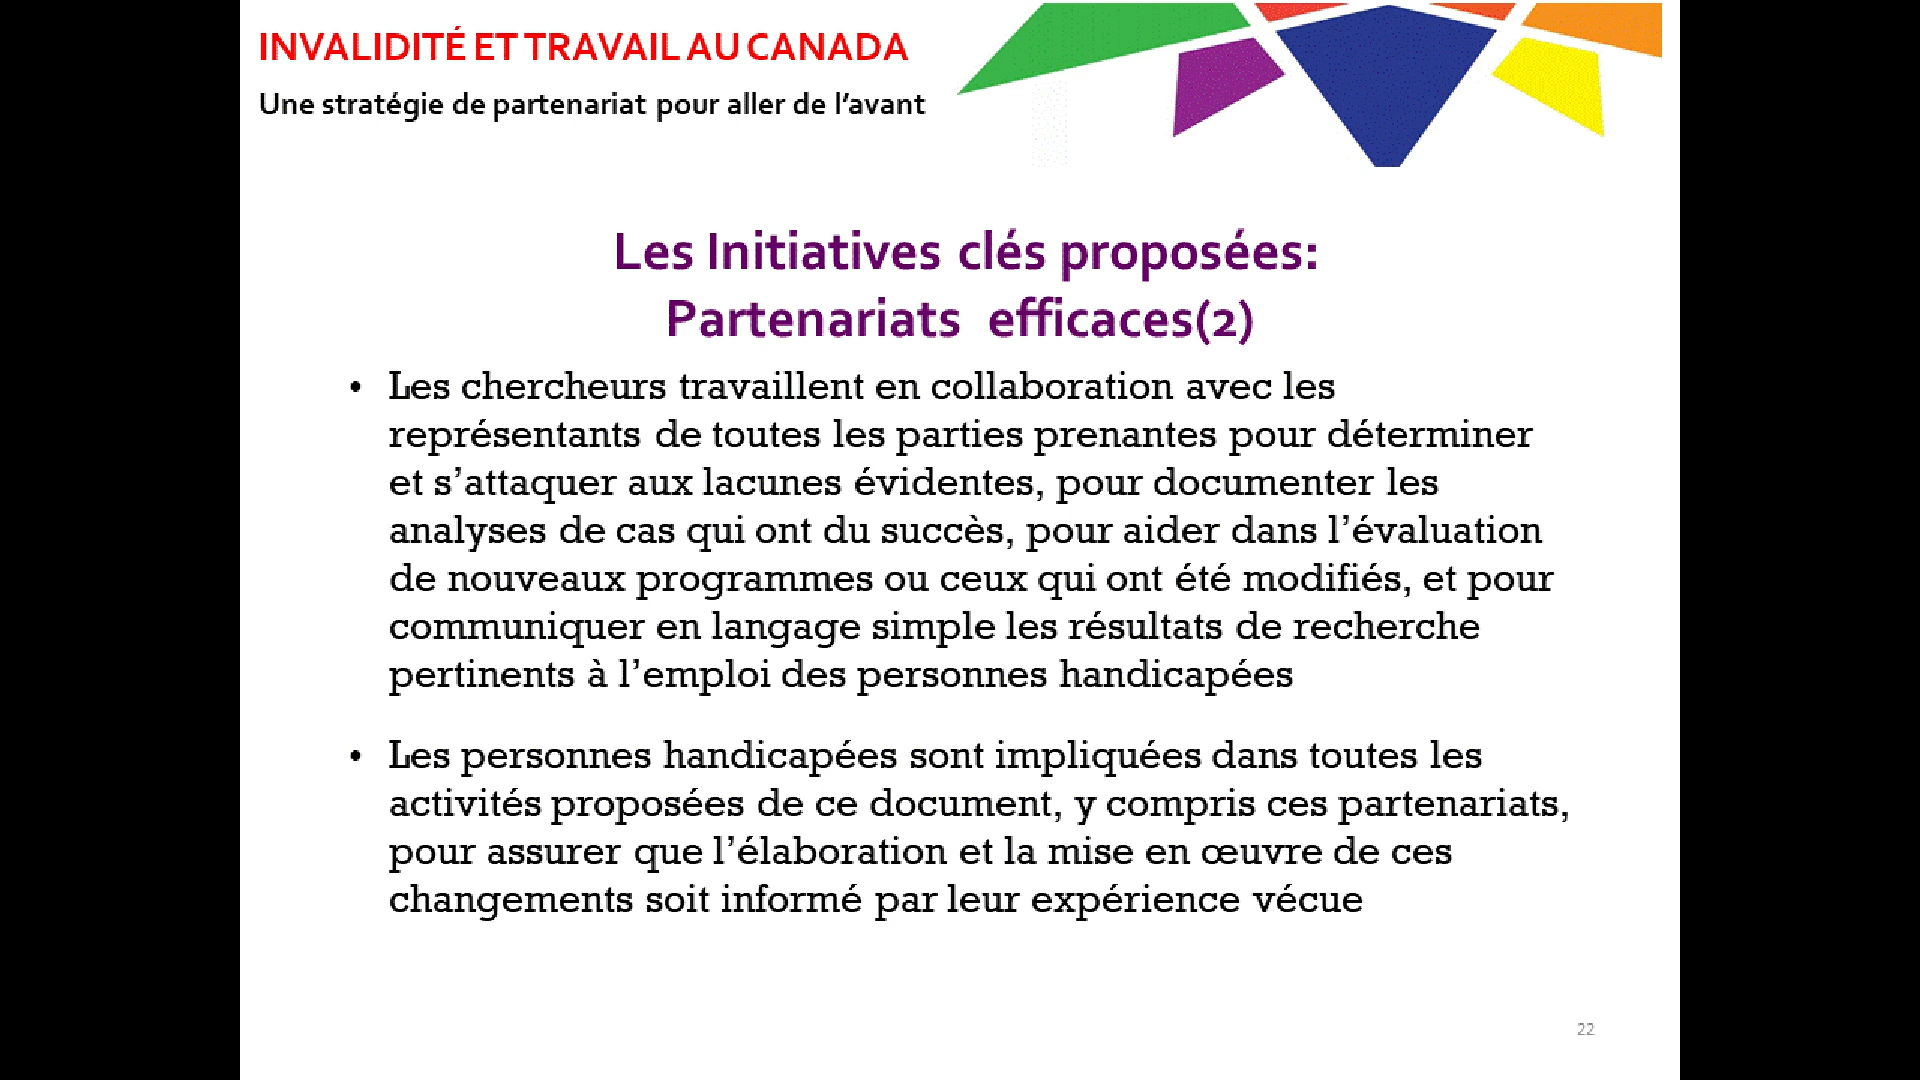 INVALIDITÉ ET TRAVAIL AU CANADA
Une stratégie de partenariat pour aller de l’avant
Les Initiatives clés proposées:
Partenariats efficaces(2)
• Les chercheurs travaillent en collaboration avec les
représentants de toutes les parties prenantes pour déterminer
et s’attaquer aux lacunes évidentes, pour documenter les
analyses de cas qui ont du succès, pour aider dans l’évaluation
de nouveaux programmes ou ceux qui ont été modifiés, et pour
communiquer en langage simple les résultats de recherche
pertinents à l’emploi des personnes handicapées
• Les personnes handicapées sont impliquées dans toutes les
activités proposées de ce document, y compris ces partenariats,
pour assurer que l’élaboration et la mise en œuvre de ces
changements soit informé par leur expérience vécue
22